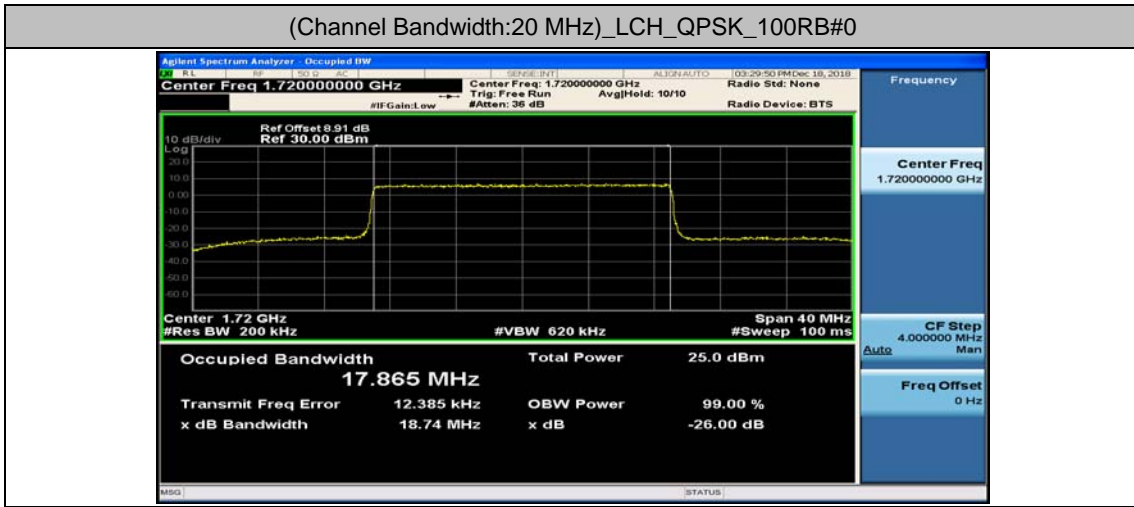 (Channel Bandwidth:20 MHz)_LCH_QPSK_100RB#0
Agilent Spectrum Analyzer - Occupied BW
LXI RL RF 50 Ω AC SENSE:INT ALIGN AUTO 03:29:50 PM Dec 18, 2018
Center Freq 1.720000000 GHz
Center Freq: 1.720000000 GHz
Radio Std: None
Trig: Free Run Avg|Hold: 10/10
#IFGain:Low
#Atten: 36 dB
Radio Device: BTS
Ref Offset 8.91 dB
10 dB/div Ref 30.00 dBm
Log
20.0
10.0
0.00
-10.0
-20.0
-30.0
-40.0
-50.0
-60.0
Center 1.72 GHz Span 40 MHz
#Res BW 200 kHz #VBW 620 kHz #Sweep 100 ms
Occupied Bandwidth Total Power 25.0 dBm
17.865 MHz
Transmit Freq Error 12.385 kHz OBW Power 99.00 %
x dB Bandwidth 18.74 MHz x dB -26.00 dB
MSG STATUS
Frequency
Center Freq
1.720000000 GHz
CF Step
4.000000 MHz
Auto Man
Freq Offset
0 Hz